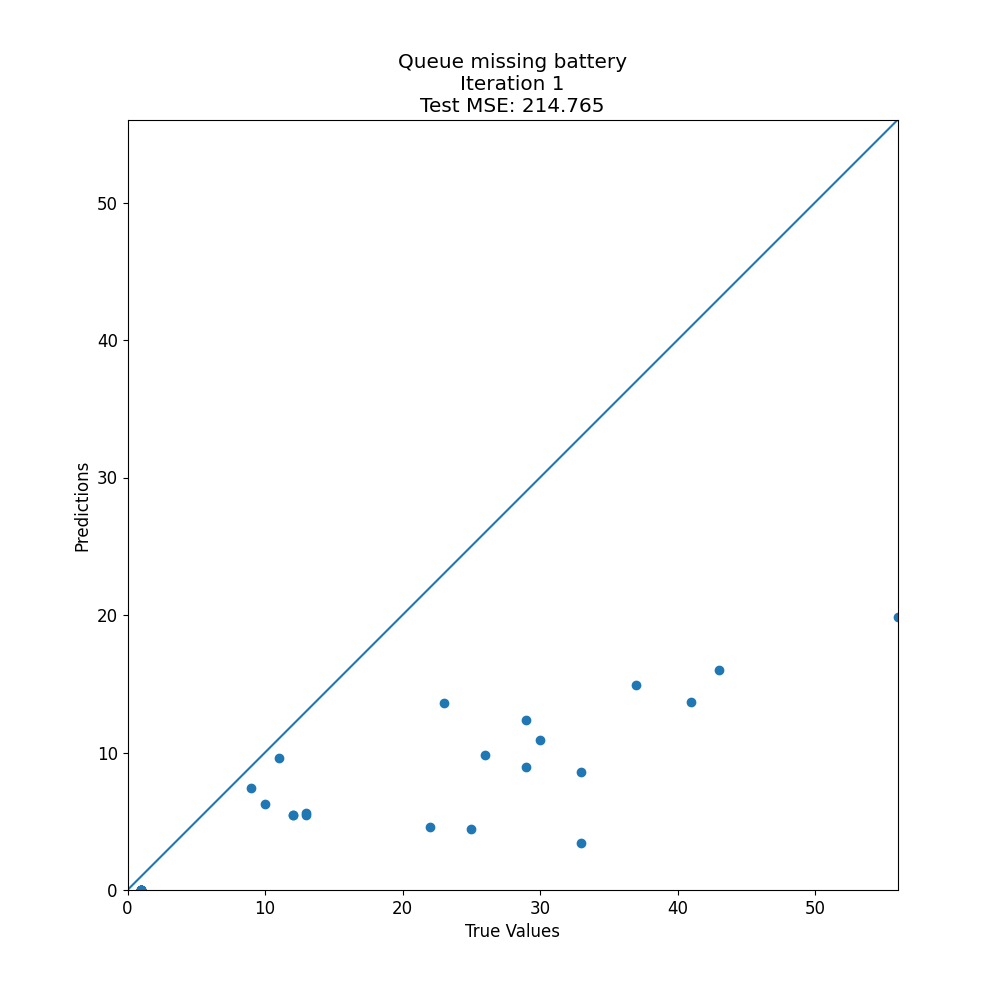 Queue missing battery
Iteration 1
Test MSE: 214.765
50
40
30
20
10
0
Predictions
0 10 20 30 40 50
True Values